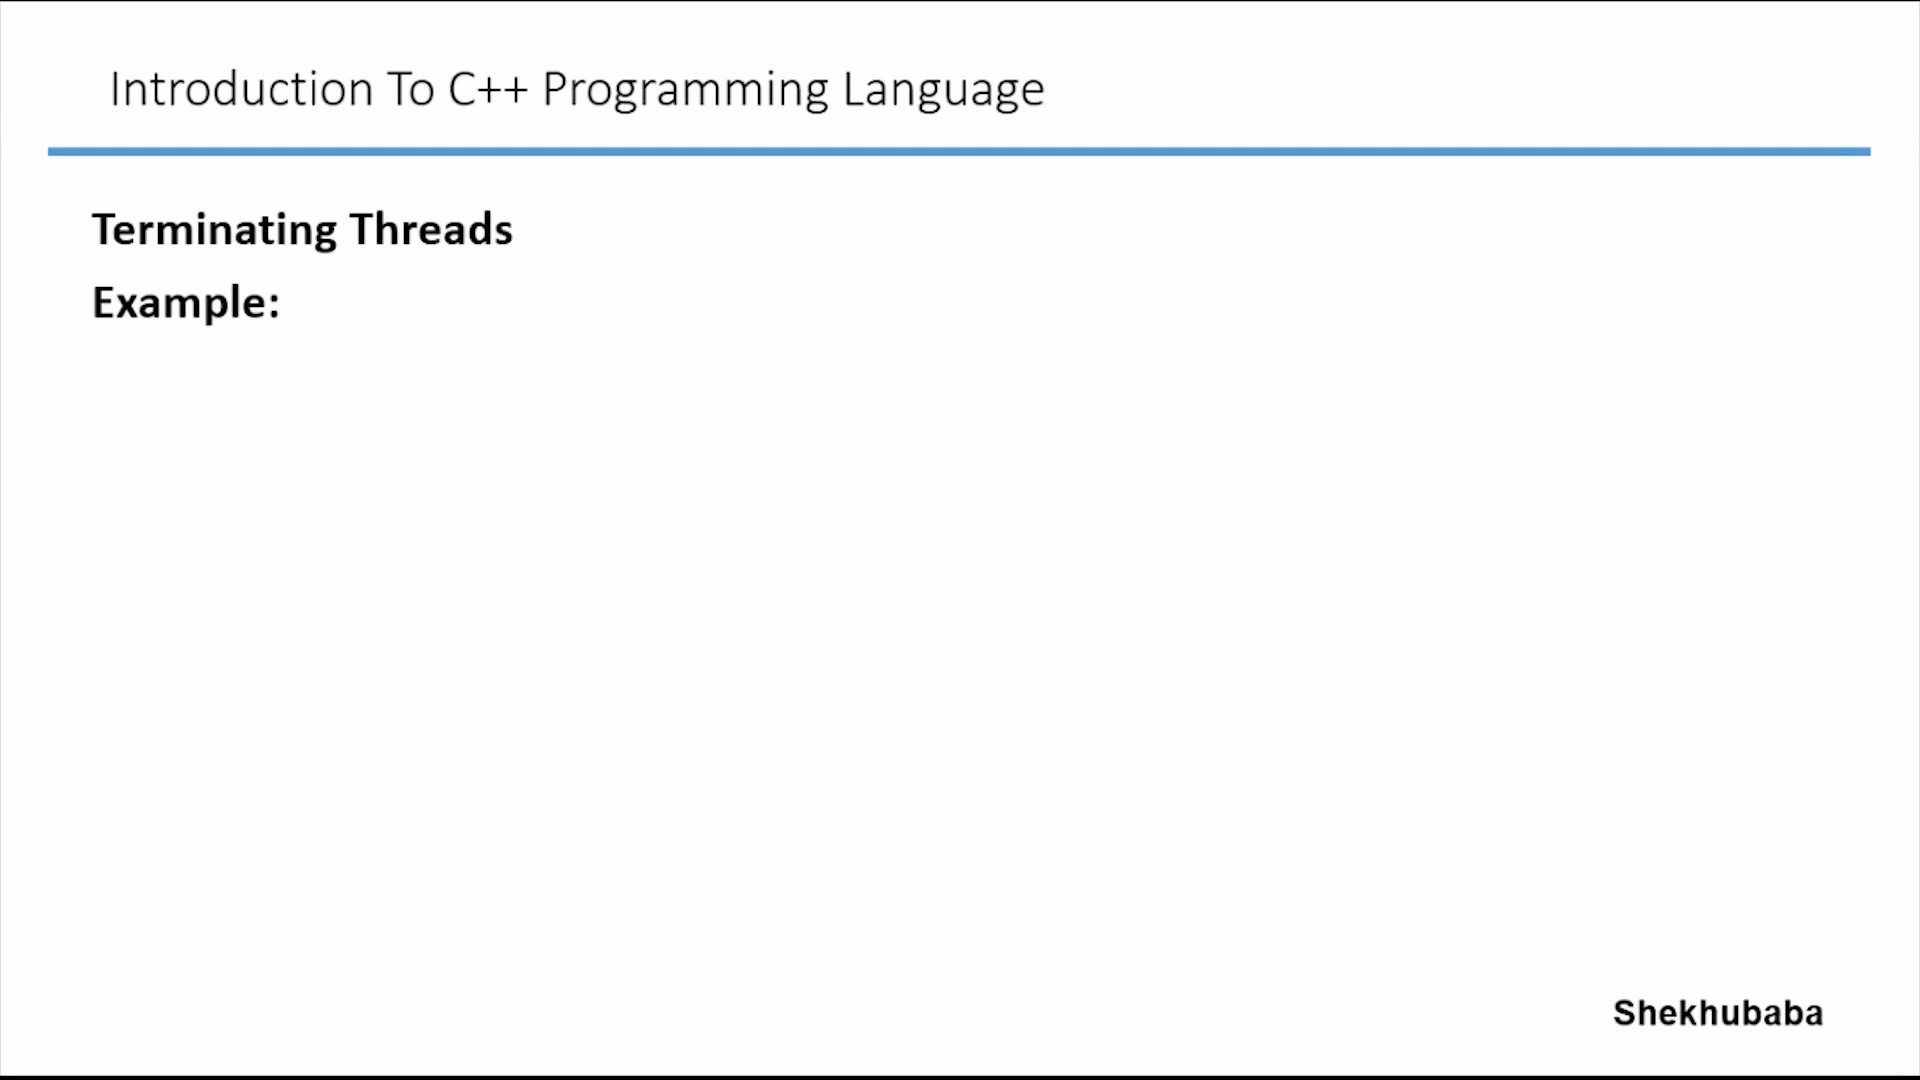 Introduction To C++ Programming Language
Terminating Threads
Example:
Shekhubaba